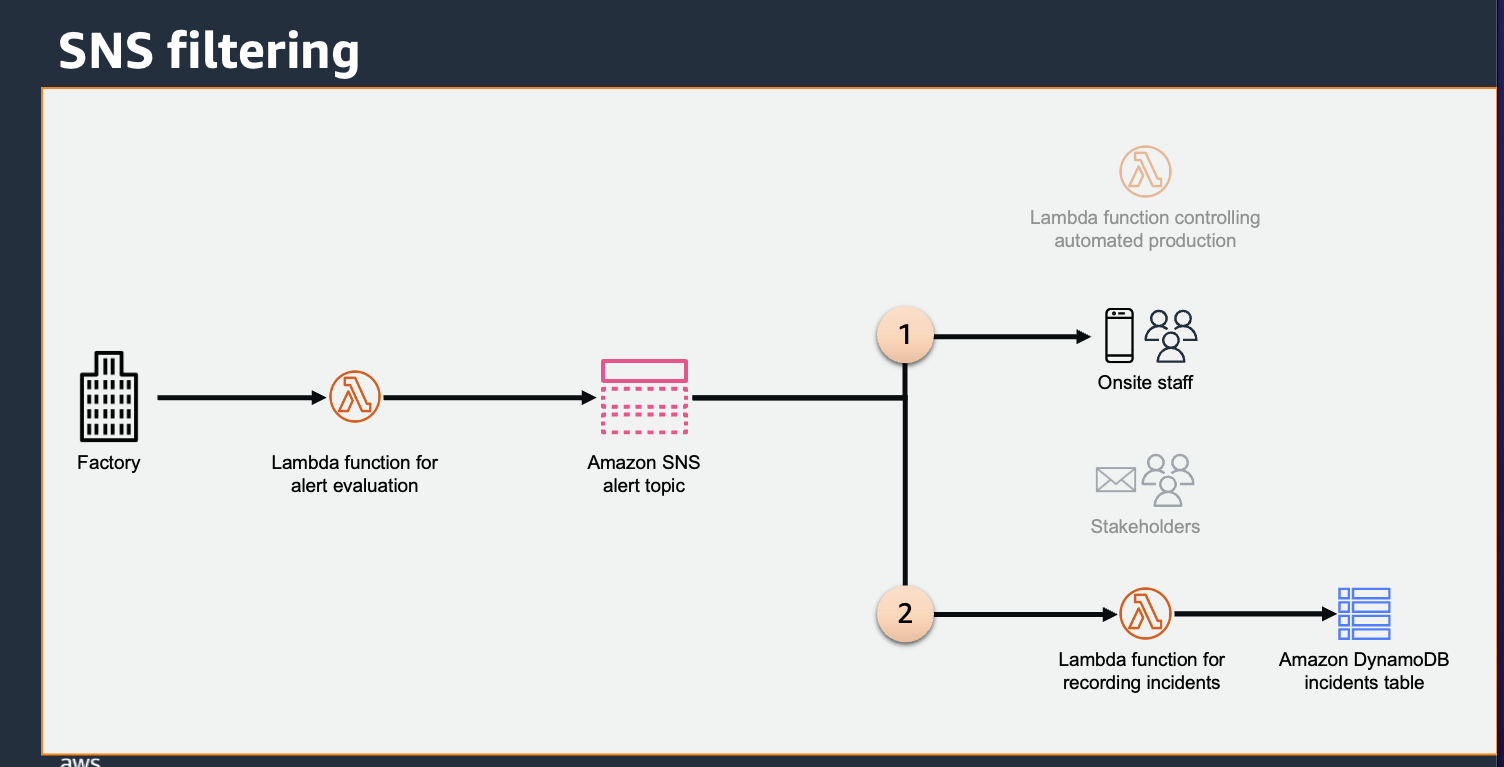 SNS filtering
Lambda function controlling
automated production
1
Onsite staff
Factory
Lambda function for
alert evaluation
Amazon SNS
alert topic
Stakeholders
2
Lambda function for
recording incidents
Amazon DynamoDB
incidents table
aws